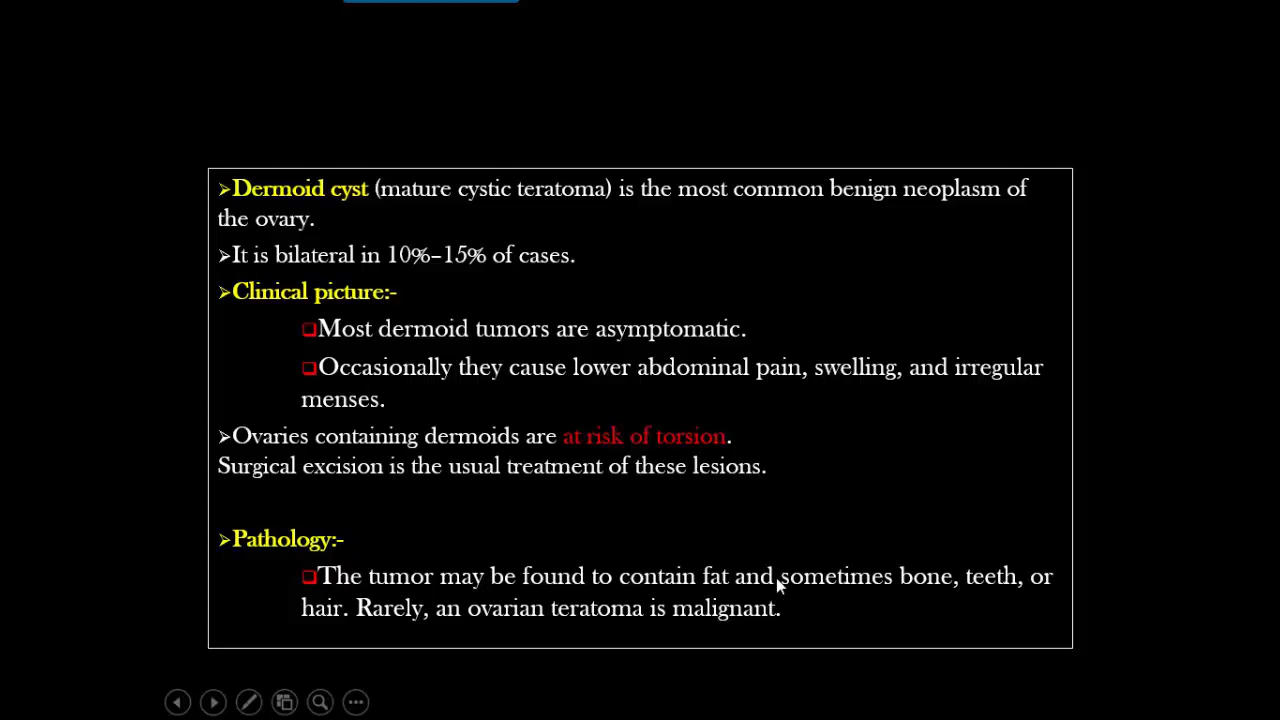 ➢Dermoid cyst (mature cystic teratoma) is the most common benign neoplasm of
the ovary.
➢It is bilateral in 10%–15% of cases.
➢Clinical picture:-
❑Most dermoid tumors are asymptomatic.
❑Occasionally they cause lower abdominal pain, swelling, and irregular
menses.
➢Ovaries containing dermoids are at risk of torsion.
Surgical excision is the usual treatment of these lesions.
➢Pathology:-
❑The tumor may be found to contain fat and sometimes bone, teeth, or
hair. Rarely, an ovarian teratoma is malignant.